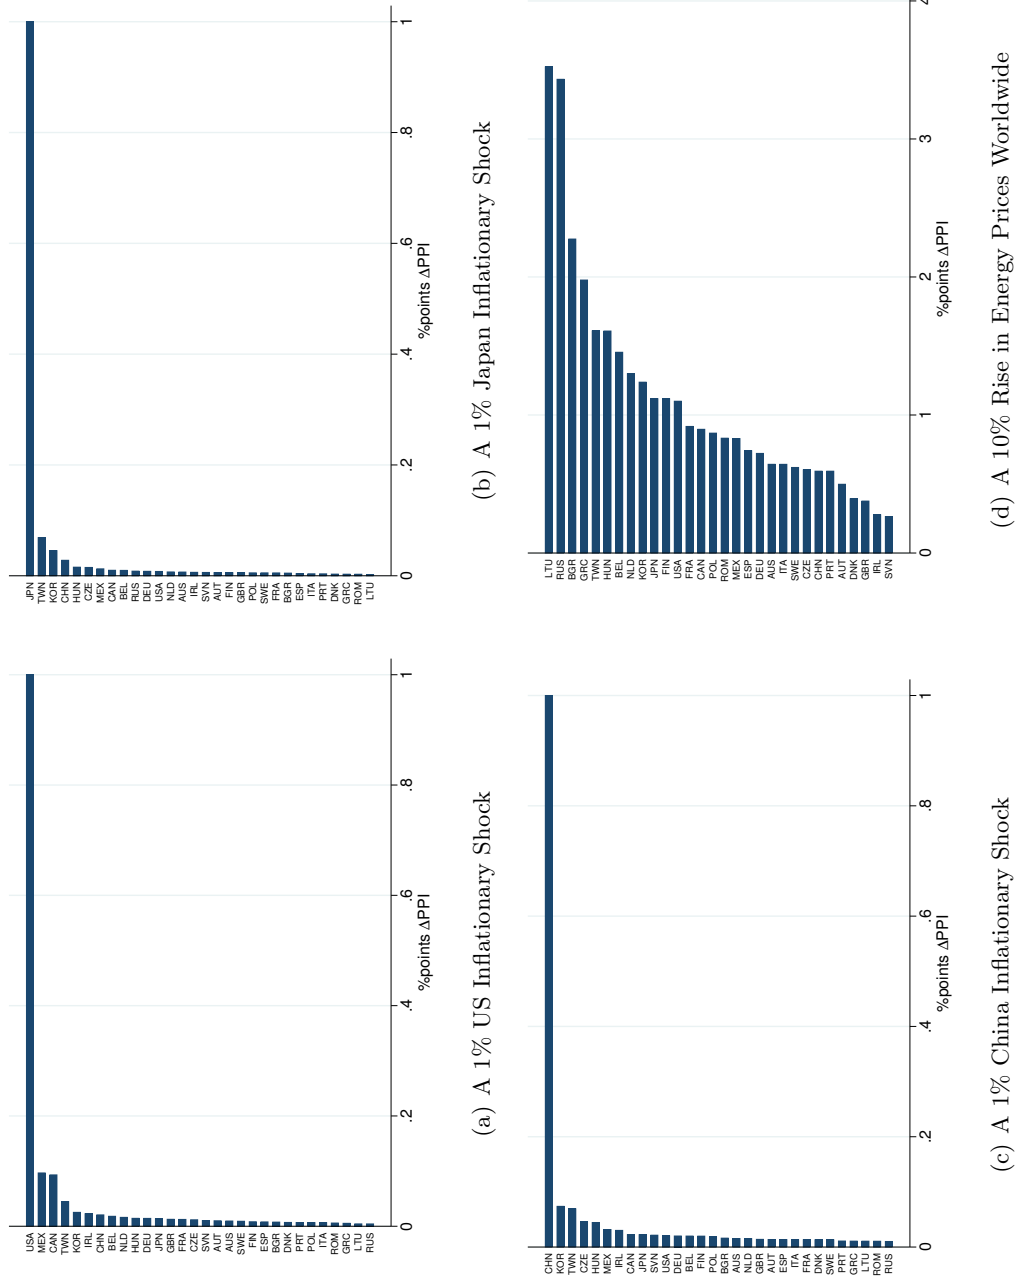 USA
MEX
CAN
TWN
KOR
IRL
CHN
BEL
NLD
HUN
DEU
JPN
GBR
FRA
CZE
SVN
AUT
AUS
SWE
FIN
ESP
BGR
DNK
PRT
POL
ITA
ROM
GRC
LTU
RUS
0
.2
.4
.6
.8
1
%points ΔPPI
(a) A 1% US Inflationary Shock
JPN
TWN
KOR
CHN
HUN
CZE
MEX
CAN
BEL
RUS
DEU
USA
NLD
AUS
IRL
SVN
AUT
FIN
GBR
POL
SWE
FRA
BGR
ESP
ITA
PRT
DNK
GRC
ROM
LTU
0
.2
.4
.6
.8
1
%points ΔPPI
(b) A 1% Japan Inflationary Shock
CHN
KOR
TWN
CZE
HUN
MEX
IRL
CAN
JPN
SVN
USA
DEU
BEL
FIN
POL
BGR
AUS
NLD
GBR
AUT
ESP
ITA
FRA
DNK
SWE
PRT
GRC
LTU
ROM
RUS
0
.2
.4
.6
.8
1
%points ΔPPI
(c) A 1% China Inflationary Shock
LTU
RUS
BGR
GRC
TWN
HUN
BEL
NLD
KOR
JPN
FIN
USA
FRA
CAN
POL
ROM
MEX
ESP
DEU
AUS
ITA
SWE
CZE
CHN
PRT
AUT
DNK
GBR
IRL
SVN
0
1
2
3
4
%points ΔPPI
(d) A 10% Rise in Energy Prices Worldwide